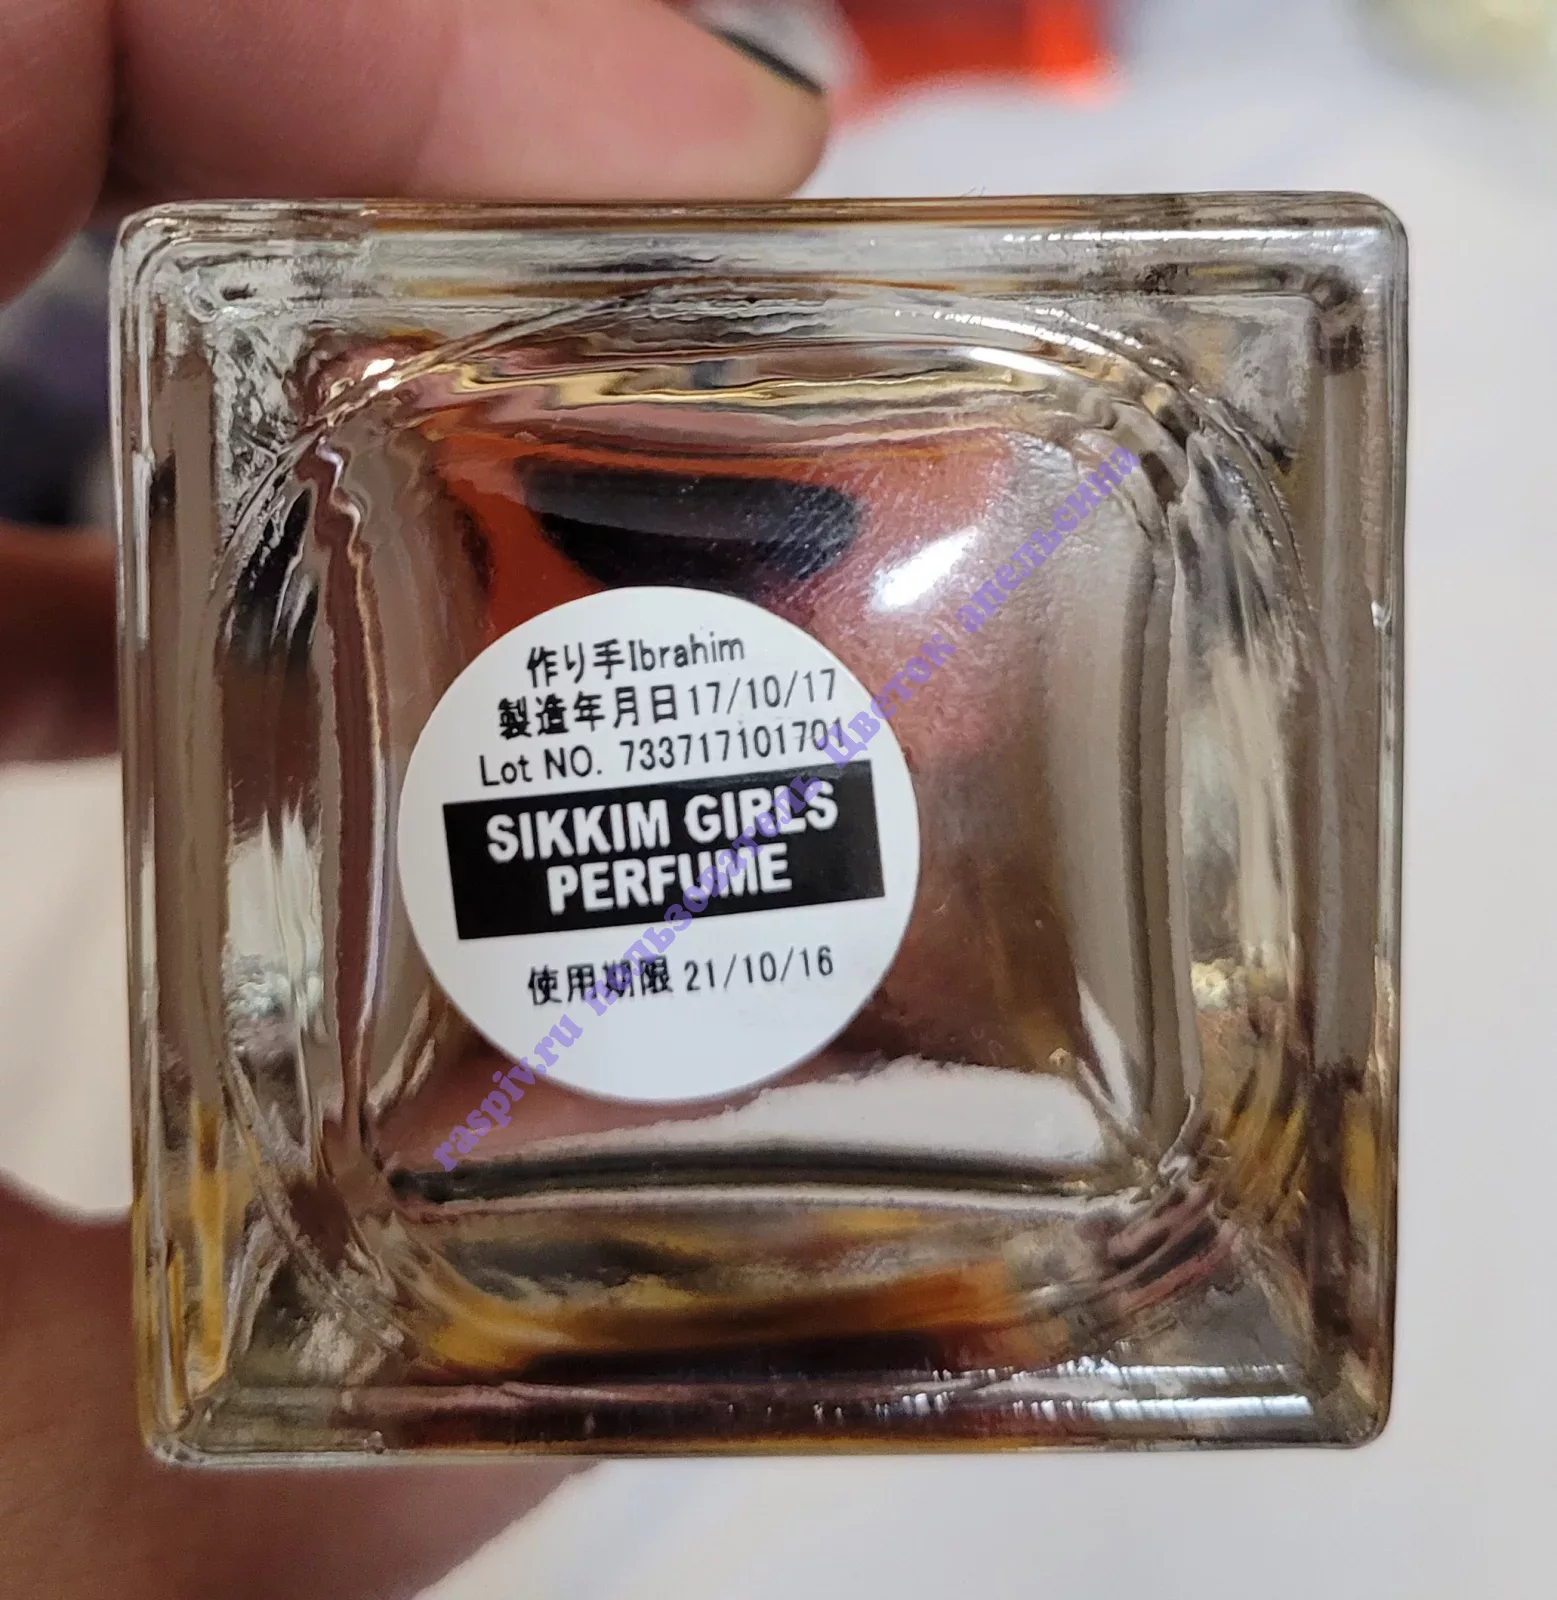 作り手Ibrahim
製造年月日17/10/17
Lot NO. 733717101701
SIKKIM GIRLS
PERFUME
使用期限 21/10/16
raspiv.ru пользователь Цветок апельсина